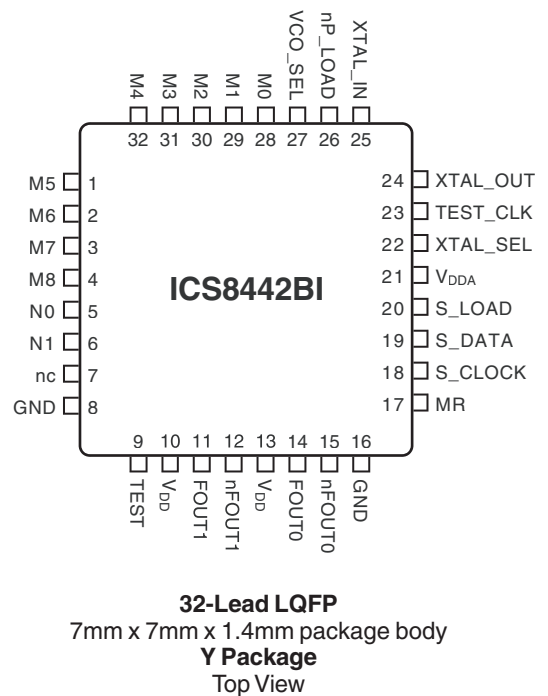 M4 M3 M2 M1 M0 VCO_SEL nP_LOAD XTAL_IN
32 31 30 29 28 27 26 25
M5 1
M6 2
M7 3
M8 4
N0 5
N1 6
nc 7
GND 8
ICS8442BI
24 XTAL_OUT
23 TEST_CLK
22 XTAL_SEL
21 VDDA
20 S_LOAD
19 S_DATA
18 S_CLOCK
17 MR
9 10 11 12 13 14 15 16
TEST VDD FOUT1 nFOUT1 VDD FOUT0 nFOUT0 GND
32-Lead LQFP
7mm x 7mm x 1.4mm package body
Y Package
Top View